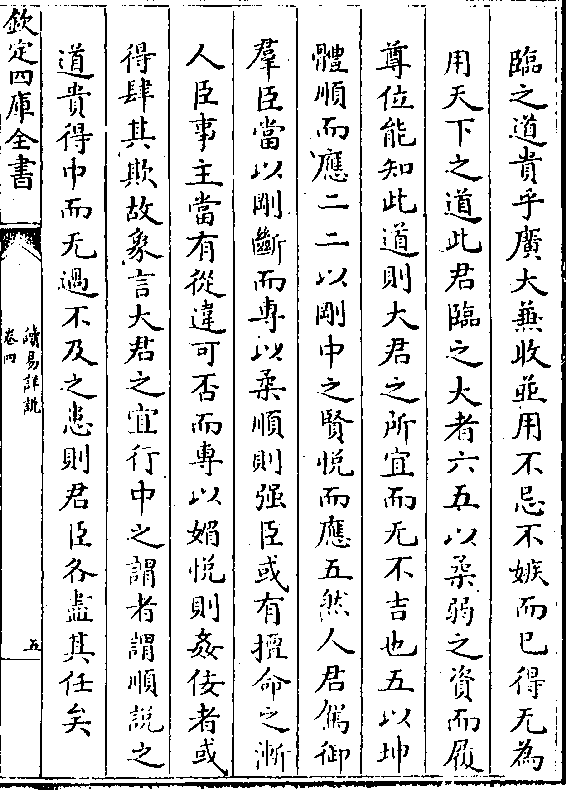 臨之道貴乎廣大兼收並用不忌不嫉而已得无為
用天下之道此君臨之大者六五以柔弱之資而履
尊位能知此道則大君之所宜而无不吉也五以坤
體順而應二二以剛中之賢悅而應五然人君駕御
羣臣當以剛斷而專以柔順則强臣或有擅命之漸
人臣事主當有從違可否而專以媚悅則姦佞者或
得肆其欺故象言大君之宜行中之謂者謂順說之
道貴得中而无過不及之患則君臣各盡其任矣
欽定四庫全書
讀易詳說
卷四
五